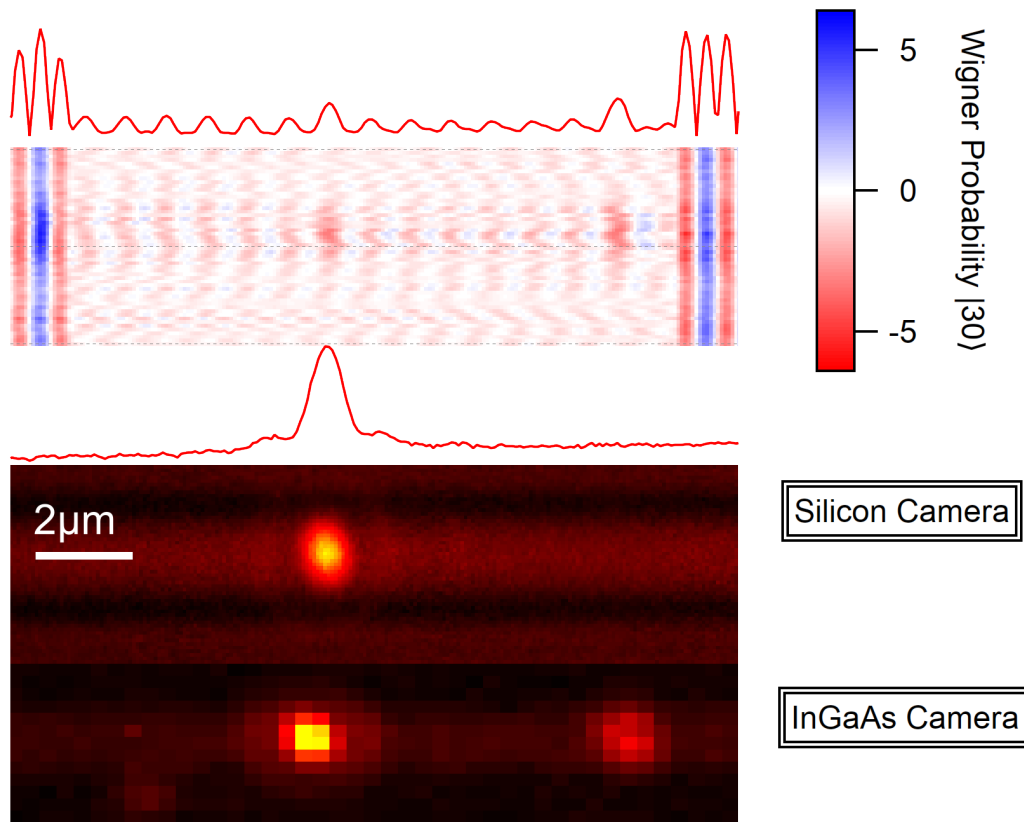 5
0
-5
Wigner Probability |30⟩
2μm
Silicon Camera
InGaAs Camera